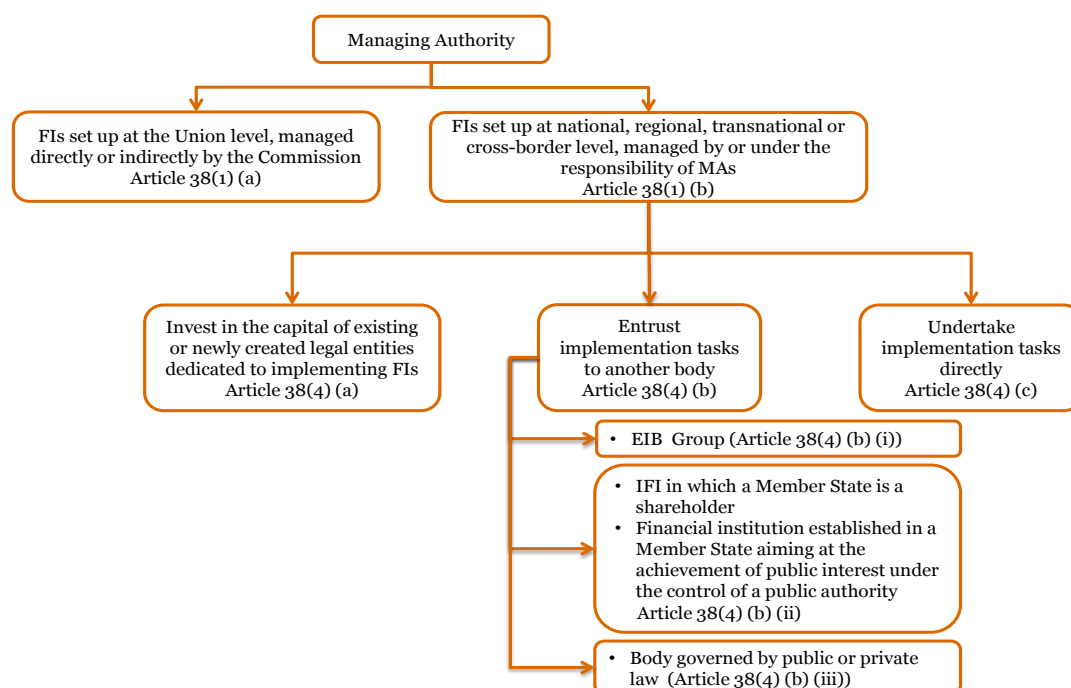 Managing Authority
FIs set up at the Union level, managed
directly or indirectly by the Commission
Article 38(1) (a)
FIs set up at national, regional, transnational or
cross-border level, managed by or under the
responsibility of MAs
Article 38(1) (b)
Invest in the capital of existing
or newly created legal entities
dedicated to implementing FIs
Article 38(4) (a)
Entrust
implementation tasks
to another body
Article 38(4) (b)
Undertake
implementation tasks
directly
Article 38(4) (c)
• EIB Group (Article 38(4) (b) (i))
• IFI in which a Member State is a
shareholder
• Financial institution established in a
Member State aiming at the
achievement of public interest under
the control of a public authority
Article 38(4) (b) (ii)
• Body governed by public or private
law (Article 38(4) (b) (iii))